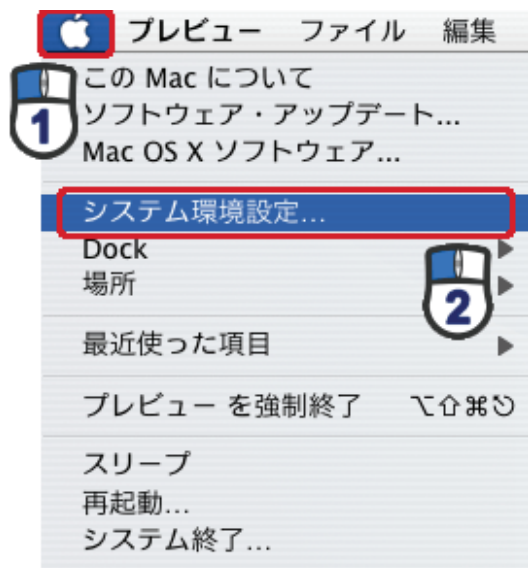 プレビュー ファイル 編集
この Mac について
1
ソフトウェア・アップデート...
Mac OS X ソフトウェア...
システム環境設定...
Dock
場所
2
最近使った項目
プレビュー を強制終了 ⌥⇧⌘⎋
スリープ
再起動...
システム終了...